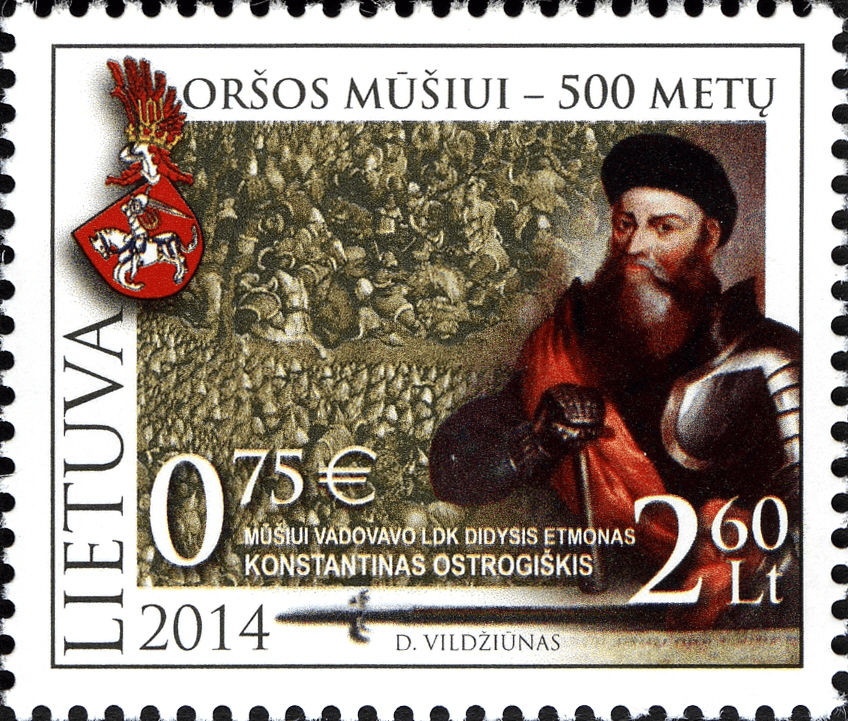 ORŠOS MŪŠIUI – 500 METŲ
LIETUVA
0 75 €
MŪŠIUI VADOVAVO LDK DIDYSIS ETMONAS
KONSTANTINAS OSTROGIŠKIS
2 60 Lt
2014
D. VILDŽIŪNAS